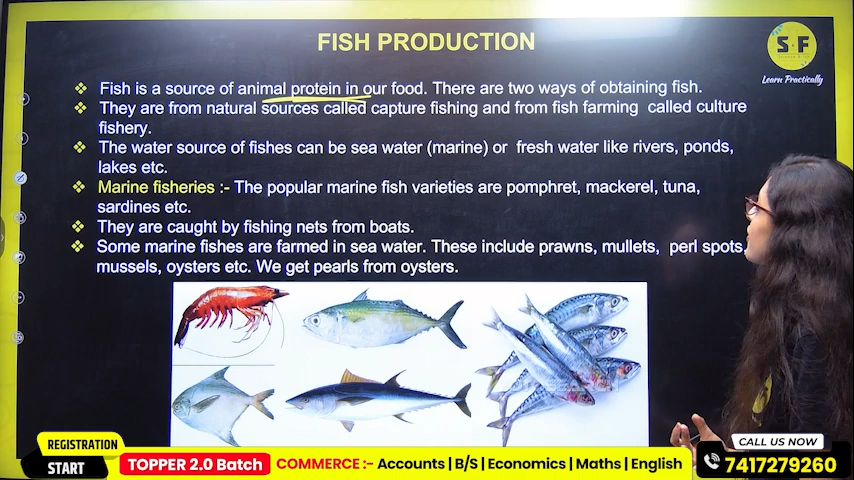 FISH PRODUCTION
S F
Learn Practically
❖ Fish is a source of animal protein in our food. There are two ways of obtaining fish.
❖ They are from natural sources called capture fishing and from fish farming called culture
fishery.
❖ The water source of fishes can be sea water (marine) or fresh water like rivers, ponds,
lakes etc.
❖ Marine fisheries :- The popular marine fish varieties are pomphret, mackerel, tuna,
sardines etc.
❖ They are caught by fishing nets from boats.
❖ Some marine fishes are farmed in sea water. These include prawns, mullets, perl spots,
mussels, oysters etc. We get pearls from oysters.
REGISTRATION
START
TOPPER 2.0 Batch
COMMERCE :- Accounts | B/S | Economics | Maths | English
CALL US NOW
7417279260